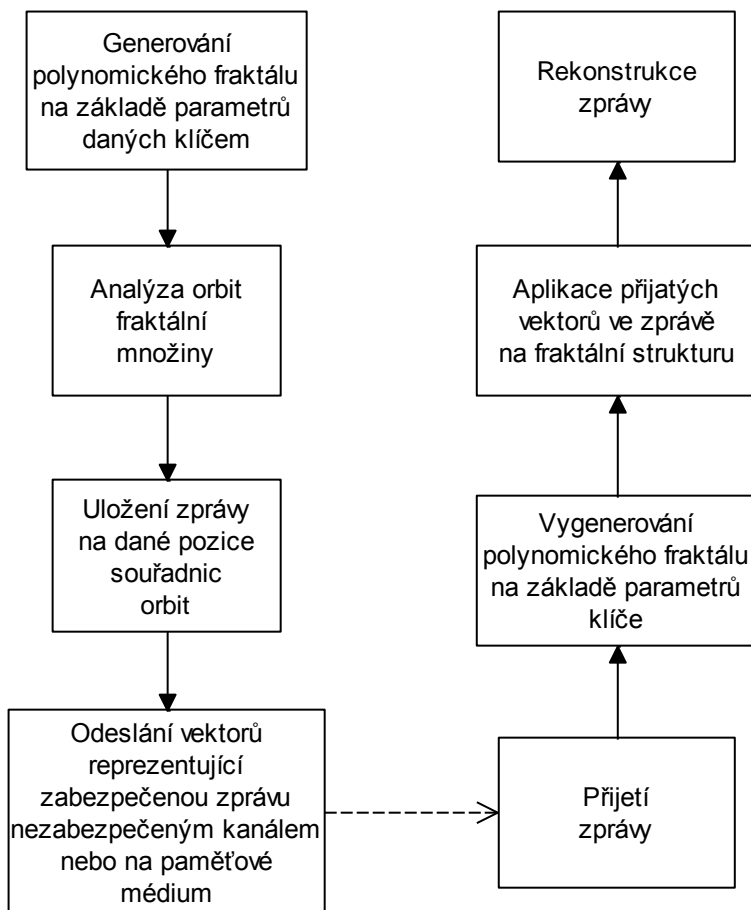 Generování
polynomického fraktálu
na základě parametrů
daných klíčem
Analýza orbit
fraktální
množiny
Uložení zprávy
na dané pozice
souřadnic
orbit
Odeslání vektorů
reprezentující
zabezpečenou zprávu
nezabezpečeným kanálem
nebo na paměťové
médium
Přijetí
zprávy
Vygenerování
polynomického fraktálu
na základě parametrů
klíče
Aplikace přijatých
vektorů ve zprávě
na fraktální strukturu
Rekonstrukce
zprávy